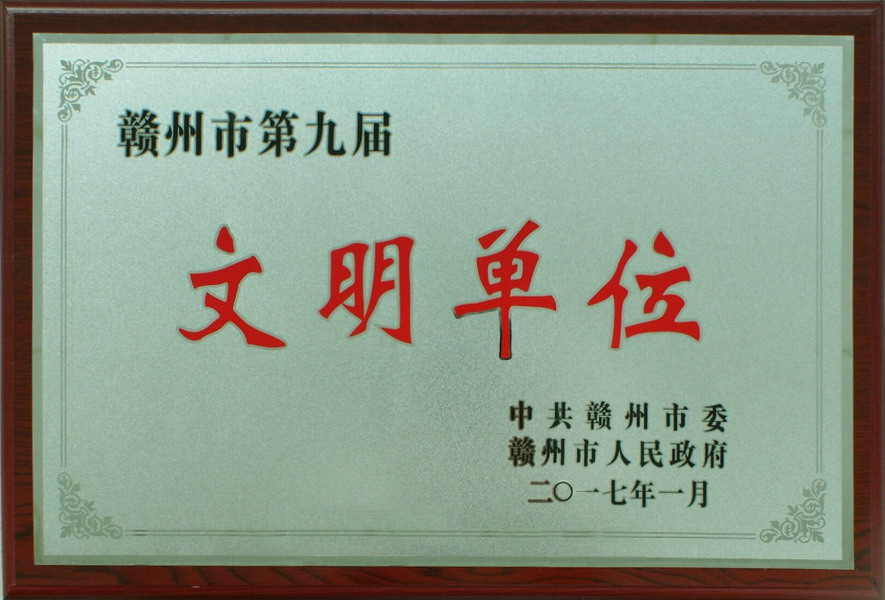 赣州市第九届
文明单位
中共赣州市委
赣州市人民政府
二〇一七年一月